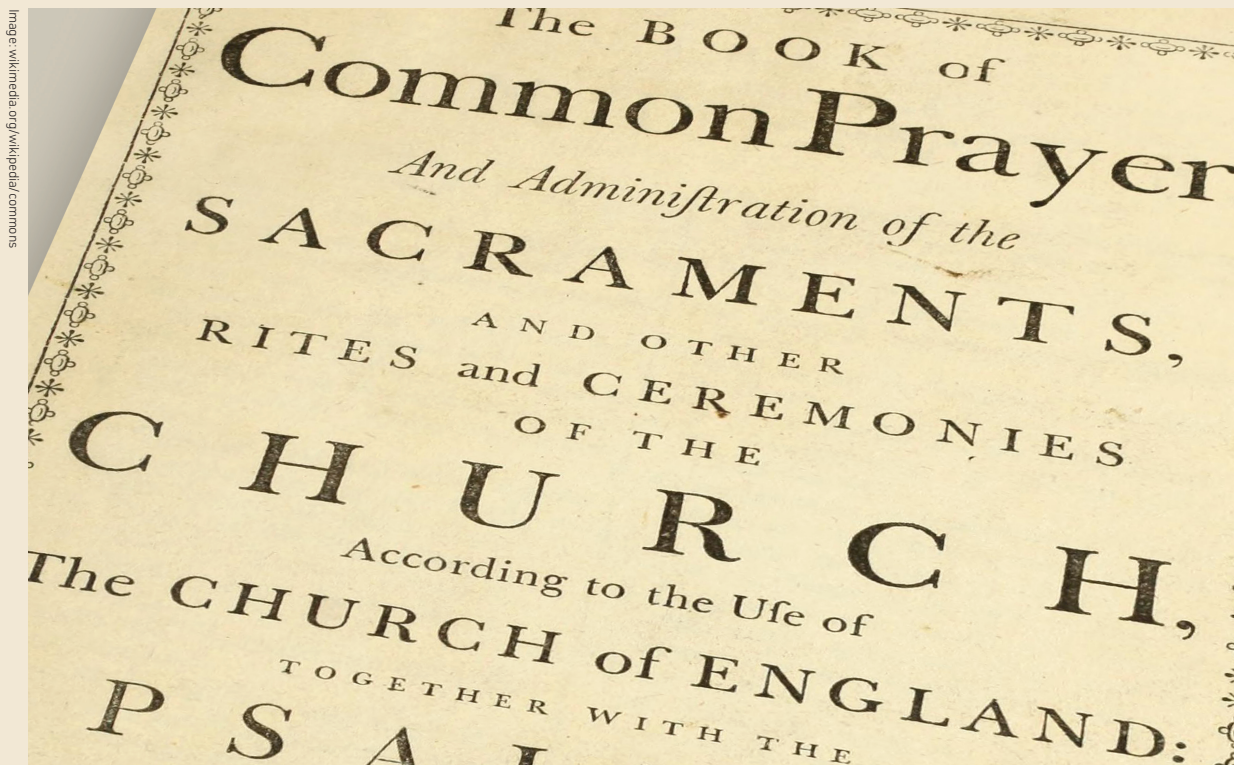 Image: wikimedia.org/wikipedia/commons
The BOOK of
Common Prayer
And Adminiſtration of the
SACRAMENTS,
AND OTHER
RITES and CEREMONIES
OF THE
CHURCH,
According to the Uſe of
The CHURCH of ENGLAND:
TOGETHER WITH THE